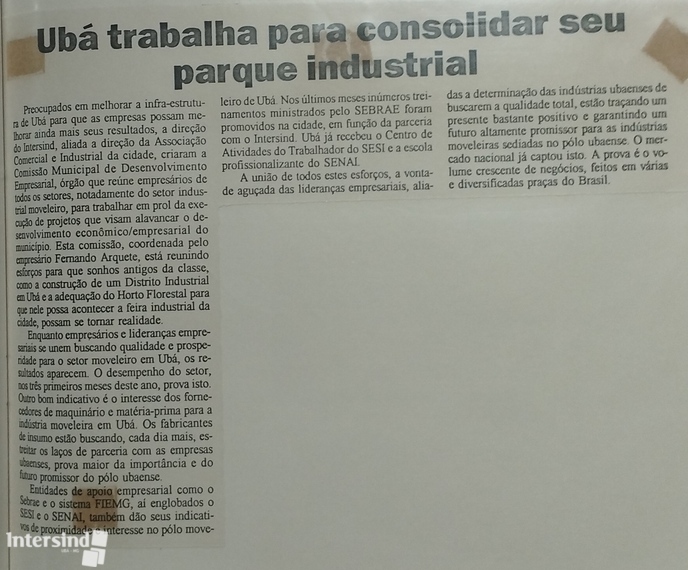 Ubá trabalha para consolidar seu
parque industrial
Preocupados em melhorar a infra-estrutu-
ra de Ubá para que as empresas possam me-
lhorar ainda mais seus resultados, a direção
do Intersind, aliada a direção da Associação
Comercial e Industrial da cidade, criaram a
Comissão Municipal de Desenvolvimento
Empresarial, órgão que reúne empresários de
todos os setores, notadamente do setor indus-
trial moveleiro, para trabalhar em prol da exe-
cução de projetos que visam alavancar o de-
senvolvimento econômico/empresarial do
município. Esta comissão, coordenada pelo
empresário Fernando Arquete, está reunindo
esforços para que sonhos antigos da classe,
como a construção de um Distrito Industrial
em Ubá e a adequação do Horto Florestal para
que nele possa acontecer a feira industrial da
cidade, possam se tornar realidade.
Enquanto empresários e lideranças empre-
sariais se unem buscando qualidade e prospe-
ridade para o setor moveleiro em Ubá, os re-
sultados aparecem. O desempenho do setor,
nos três primeiros meses deste ano, prova isto.
Outro bom indicativo é o interesse dos forne-
cedores de maquinário e matéria-prima para a
indústria moveleira em Ubá. Os fabricantes
de insumo estão buscando, cada dia mais, es-
treitar os laços de parceria com as empresas
ubaenses, prova maior da importância e do
futuro promissor do pólo ubaense.
Entidades de apoio empresarial como o
Sebrae e o sistema FIEMG, aí englobados o
SESI e o SENAI, também dão seus indicati-
vos de proximidade e interesse no pólo move-
leiro de Ubá. Nos últimos meses inúmeros trei-
namentos ministrados pelo SEBRAE foram
promovidos na cidade, em função da parceria
com o Intersind. Ubá já recebeu o Centro de
Atividades do Trabalhador do SESI e a escola
profissionalizante do SENAI.
A união de todos estes esforços, a vonta-
de aguçada das lideranças empresariais, alia-
das a determinação das indústrias ubaenses de
buscarem a qualidade total, estão traçando um
presente bastante positivo e garantindo um
futuro altamente promissor para as indústrias
moveleiras sediadas no pólo ubaense. O mer-
cado nacional já captou isto. A prova é o vo-
lume crescente de negócios, feitos em várias
e diversificadas praças do Brasil.
Intersind